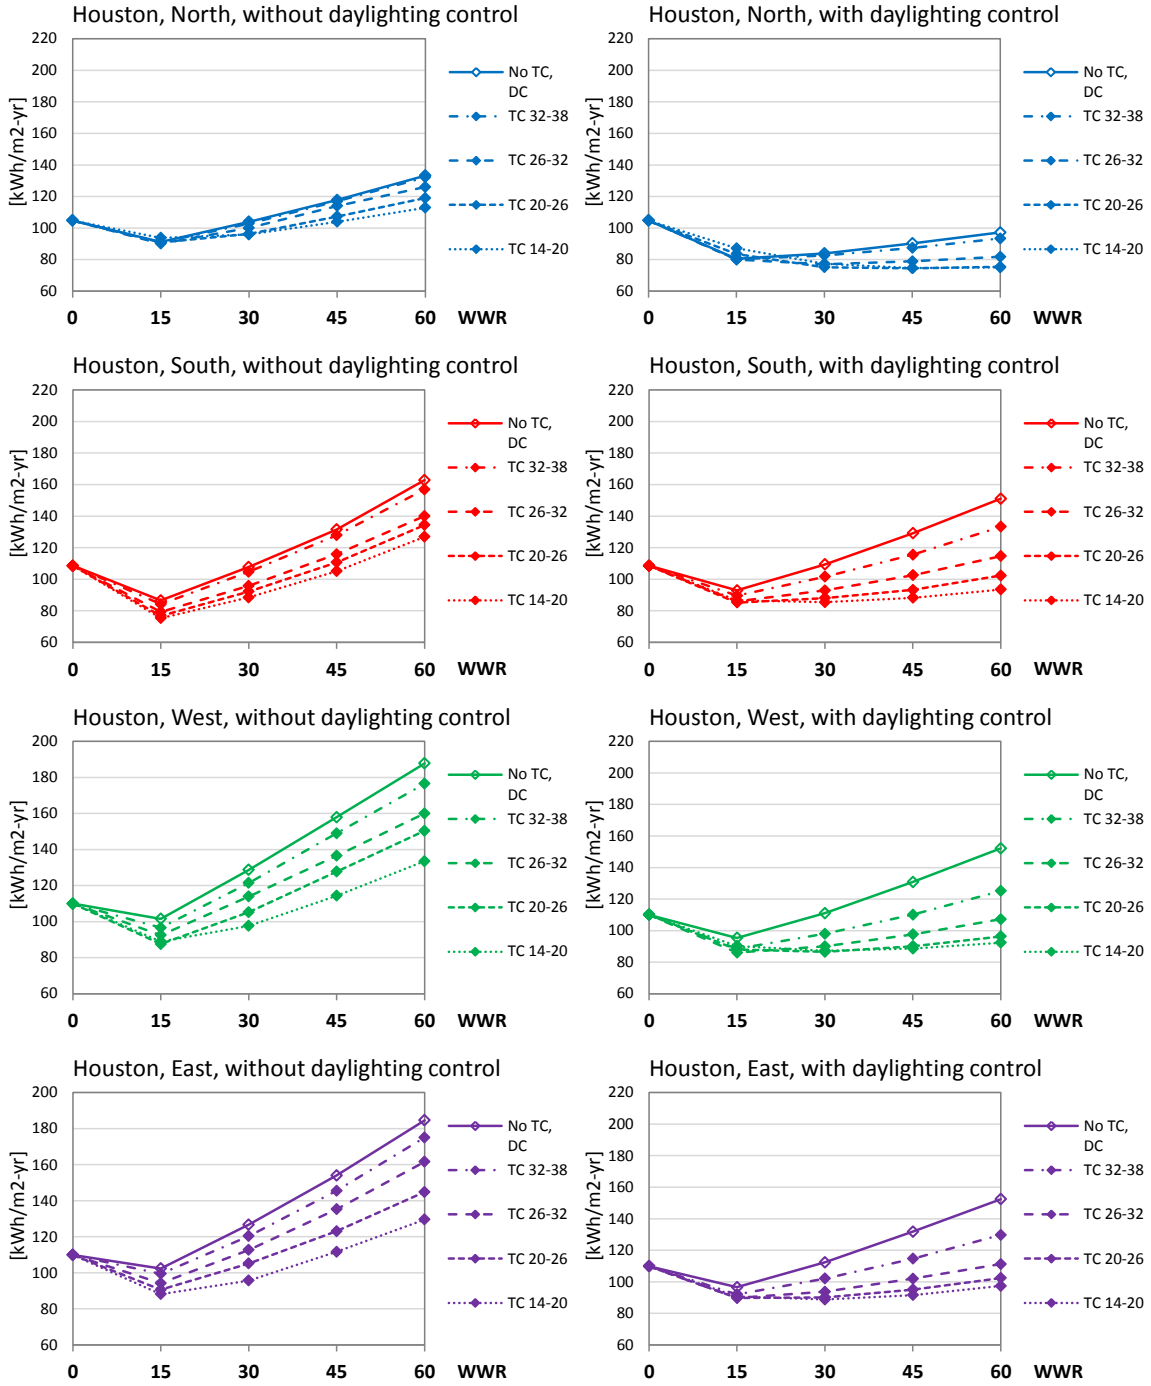 Houston, North, without daylighting control
[kWh/m2-yr]
220
200
180
160
140
120
100
80
60
0 15 30 45 60 WWR
No TC,
DC
TC 32-38
TC 26-32
TC 20-26
TC 14-20
Houston, North, with daylighting control
220
200
180
160
140
120
100
80
60
0 15 30 45 60 WWR
No TC,
DC
TC 32-38
TC 26-32
TC 20-26
TC 14-20
Houston, South, without daylighting control
[kWh/m2-yr]
220
200
180
160
140
120
100
80
60
0 15 30 45 60 WWR
No TC,
DC
TC 32-38
TC 26-32
TC 20-26
TC 14-20
Houston, South, with daylighting control
[kWh/m2-yr]
220
200
180
160
140
120
100
80
60
0 15 30 45 60 WWR
No TC,
DC
TC 32-38
TC 26-32
TC 20-26
TC 14-20
Houston, West, without daylighting control
[kWh/m2-yr]
200
180
160
140
120
100
80
60
0 15 30 45 60 WWR
No TC,
DC
TC 32-38
TC 26-32
TC 20-26
TC 14-20
Houston, West, with daylighting control
[kWh/m2-yr]
220
200
180
160
140
120
100
80
60
0 15 30 45 60 WWR
No TC,
DC
TC 32-38
TC 26-32
TC 20-26
TC 14-20
Houston, East, without daylighting control
[kWh/m2-yr]
200
180
160
140
120
100
80
60
0 15 30 45 60 WWR
No TC,
DC
TC 32-38
TC 26-32
TC 20-26
TC 14-20
Houston, East, with daylighting control
[kWh/m2-yr]
220
200
180
160
140
120
100
80
60
0 15 30 45 60 WWR
No TC,
DC
TC 32-38
TC 26-32
TC 20-26
TC 14-20